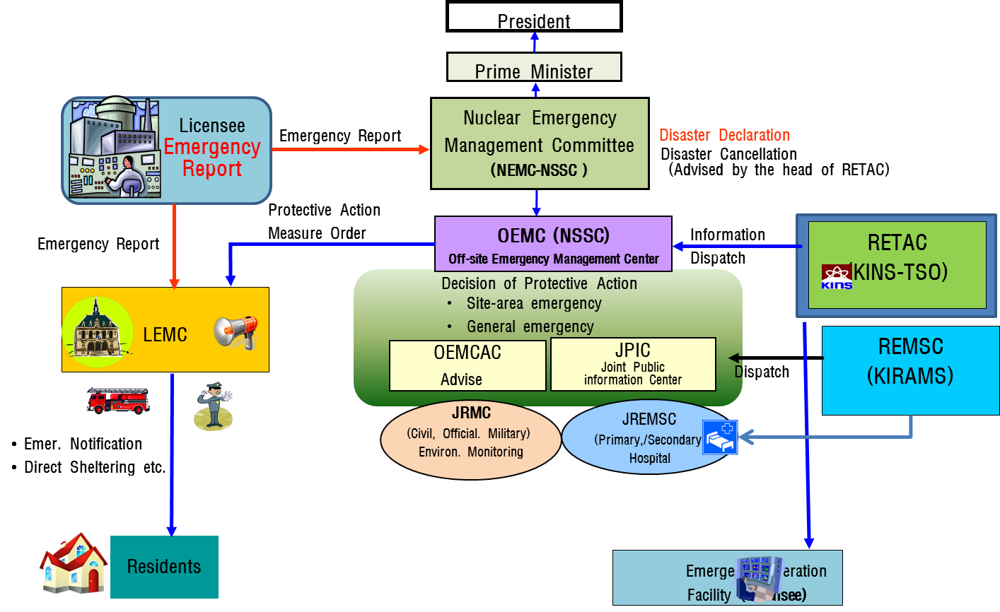 President
Prime Minister
Nuclear Emergency
Management Committee
(NEMC-NSSC )
Licensee
Emergency
Report
Emergency Report
Disaster Declaration
Disaster Cancellation
(Advised by the head of RETAC)
Protective Action
Measure Order
Emergency Report
OEMC (NSSC)
Off-site Emergency Management Center
Information
Dispatch
RETAC
(KINS-TSO)
KINS
Decision of Protective Action
• Site-area emergency
• General emergency
LEMC
OEMCAC
Advise
JPIC
Joint Public
information Center
Dispatch
REMSC
(KIRAMS)
JRMC
(Civil, Official. Military)
Environ. Monitoring
JREMSC
(Primary,/Secondary
Hospital
• Emer. Notification
• Direct Sheltering etc.
Residents
Facility